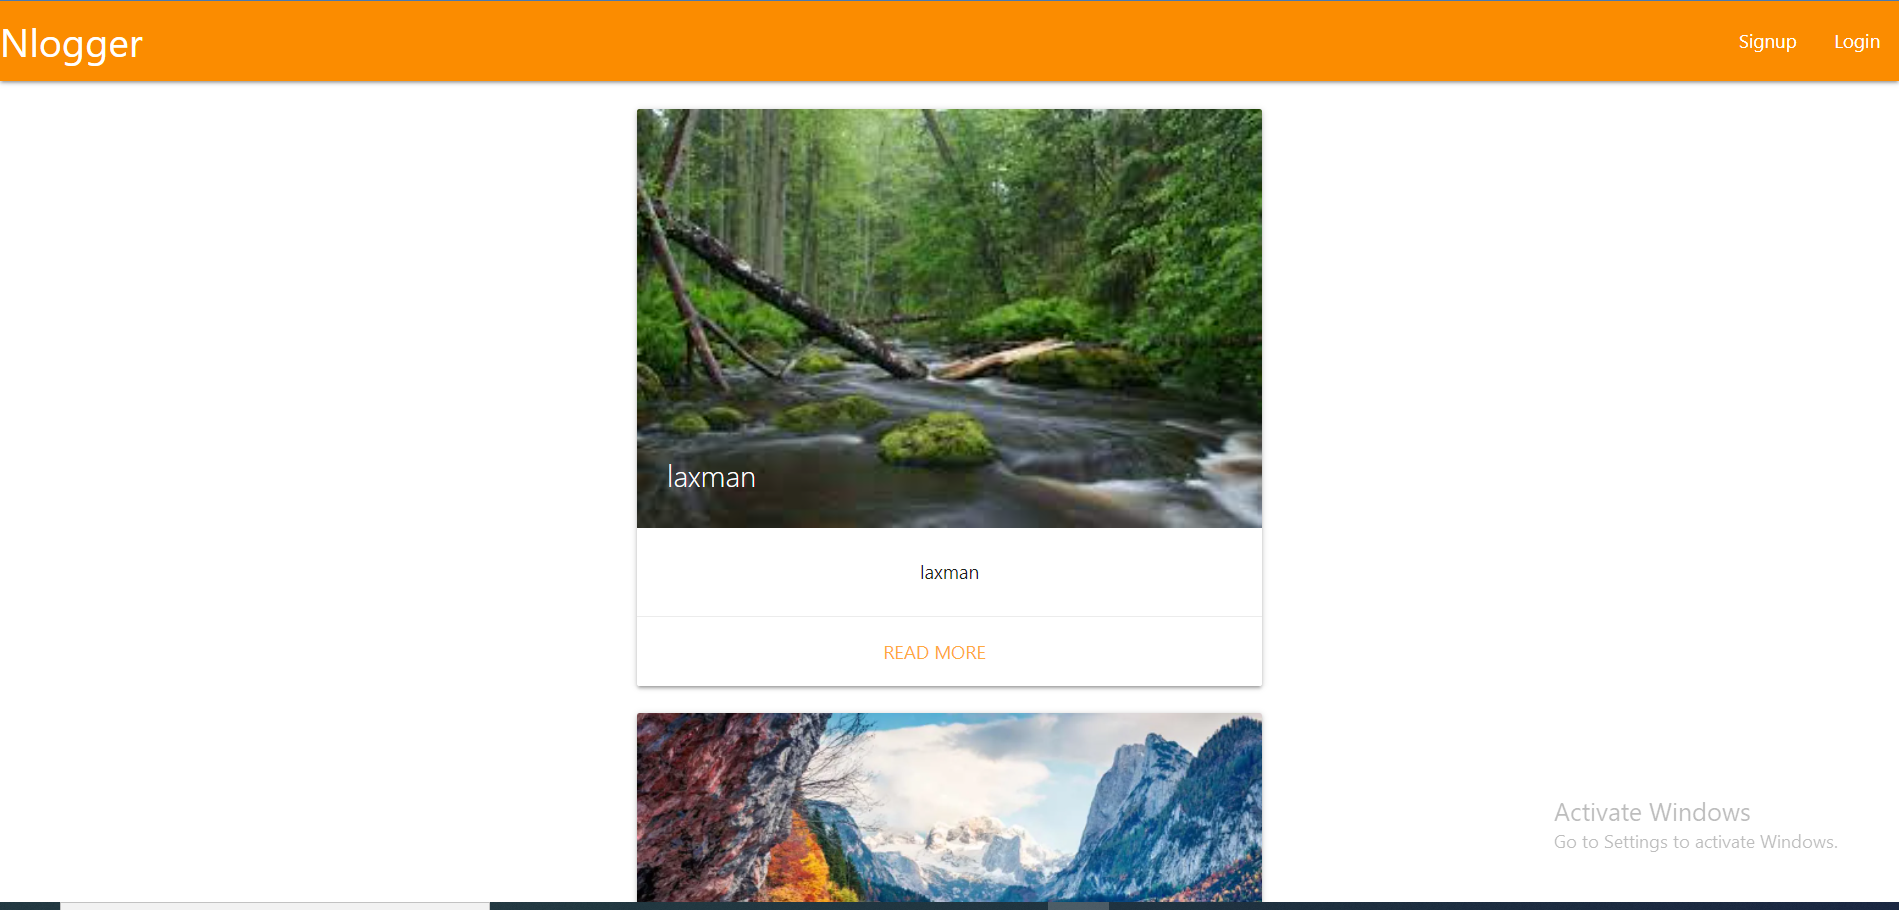 Nlogger
Signup Login
laxman
laxman
READ MORE
Activate Windows
Go to Settings to activate Windows.